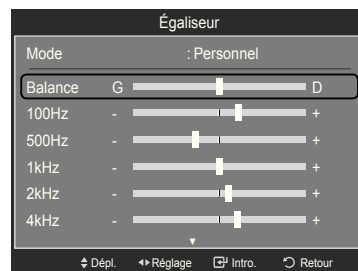 Égaliseur
Mode : Personnel
Balance G D
100Hz - +
500Hz - +
1kHz - +
2kHz - +
4kHz - +
Dépl. Réglage Intro. Retour